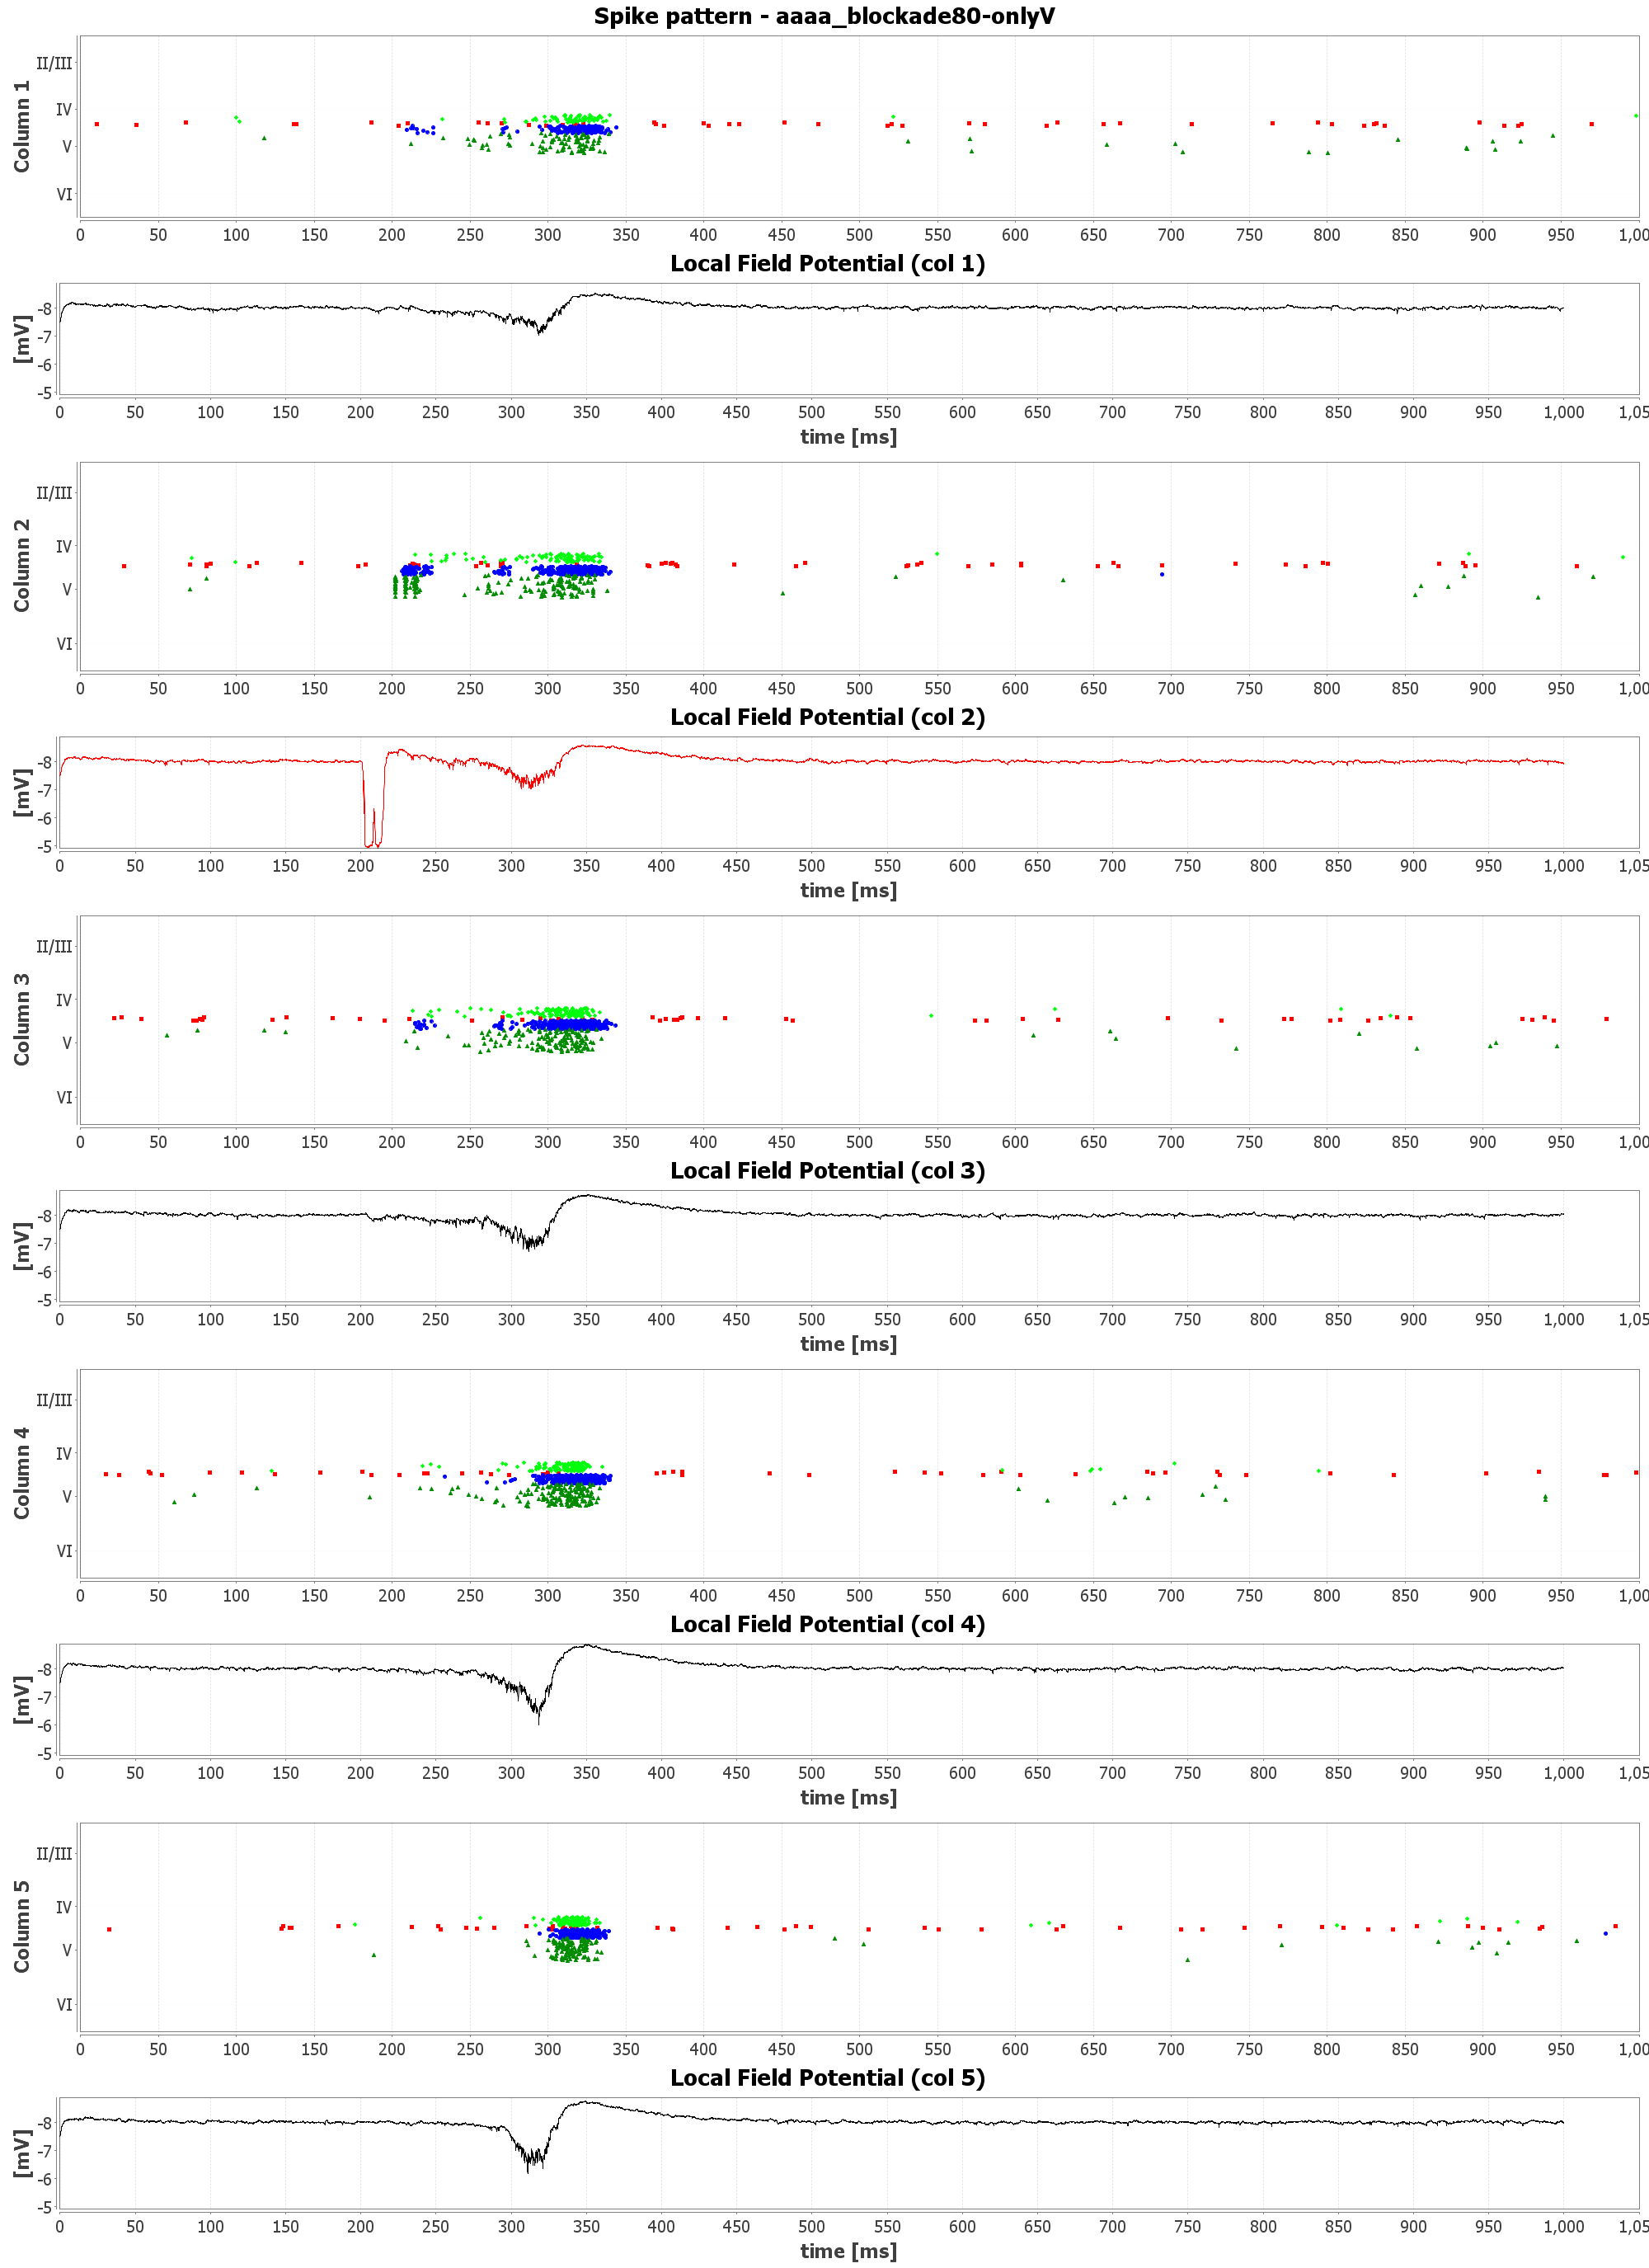 Spike pattern - aaaa_blockade80-onlyV
Column 1
II/III
IV
V
VI
0 50 100 150 200 250 300 350 400 450 500 550 600 650 700 750 800 850 900 950 1,00
Local Field Potential (col 1)
[mV]
-8
-7
-6
-5
0 50 100 150 200 250 300 350 400 450 500 550 600 650 700 750 800 850 900 950 1,000 1,05
time [ms]
Column 2
II/III
IV
V
VI
0 50 100 150 200 250 300 350 400 450 500 550 600 650 700 750 800 850 900 950 1,00
Local Field Potential (col 2)
[mV]
-8
-7
-6
-5
0 50 100 150 200 250 300 350 400 450 500 550 600 650 700 750 800 850 900 950 1,000 1,05
time [ms]
Column 3
II/III
IV
V
VI
0 50 100 150 200 250 300 350 400 450 500 550 600 650 700 750 800 850 900 950 1,00
Local Field Potential (col 3)
[mV]
-8
-7
-6
-5
0 50 100 150 200 250 300 350 400 450 500 550 600 650 700 750 800 850 900 950 1,000 1,05
time [ms]
Column 4
II/III
IV
V
VI
0 50 100 150 200 250 300 350 400 450 500 550 600 650 700 750 800 850 900 950 1,00
Local Field Potential (col 4)
[mV]
-8
-7
-6
-5
0 50 100 150 200 250 300 350 400 450 500 550 600 650 700 750 800 850 900 950 1,000 1,05
time [ms]
Column 5
II/III
IV
V
VI
0 50 100 150 200 250 300 350 400 450 500 550 600 650 700 750 800 850 900 950 1,00
Local Field Potential (col 5)
[mV]
-8
-7
-6
-5
0 50 100 150 200 250 300 350 400 450 500 550 600 650 700 750 800 850 900 950 1,000 1,05
time [ms]